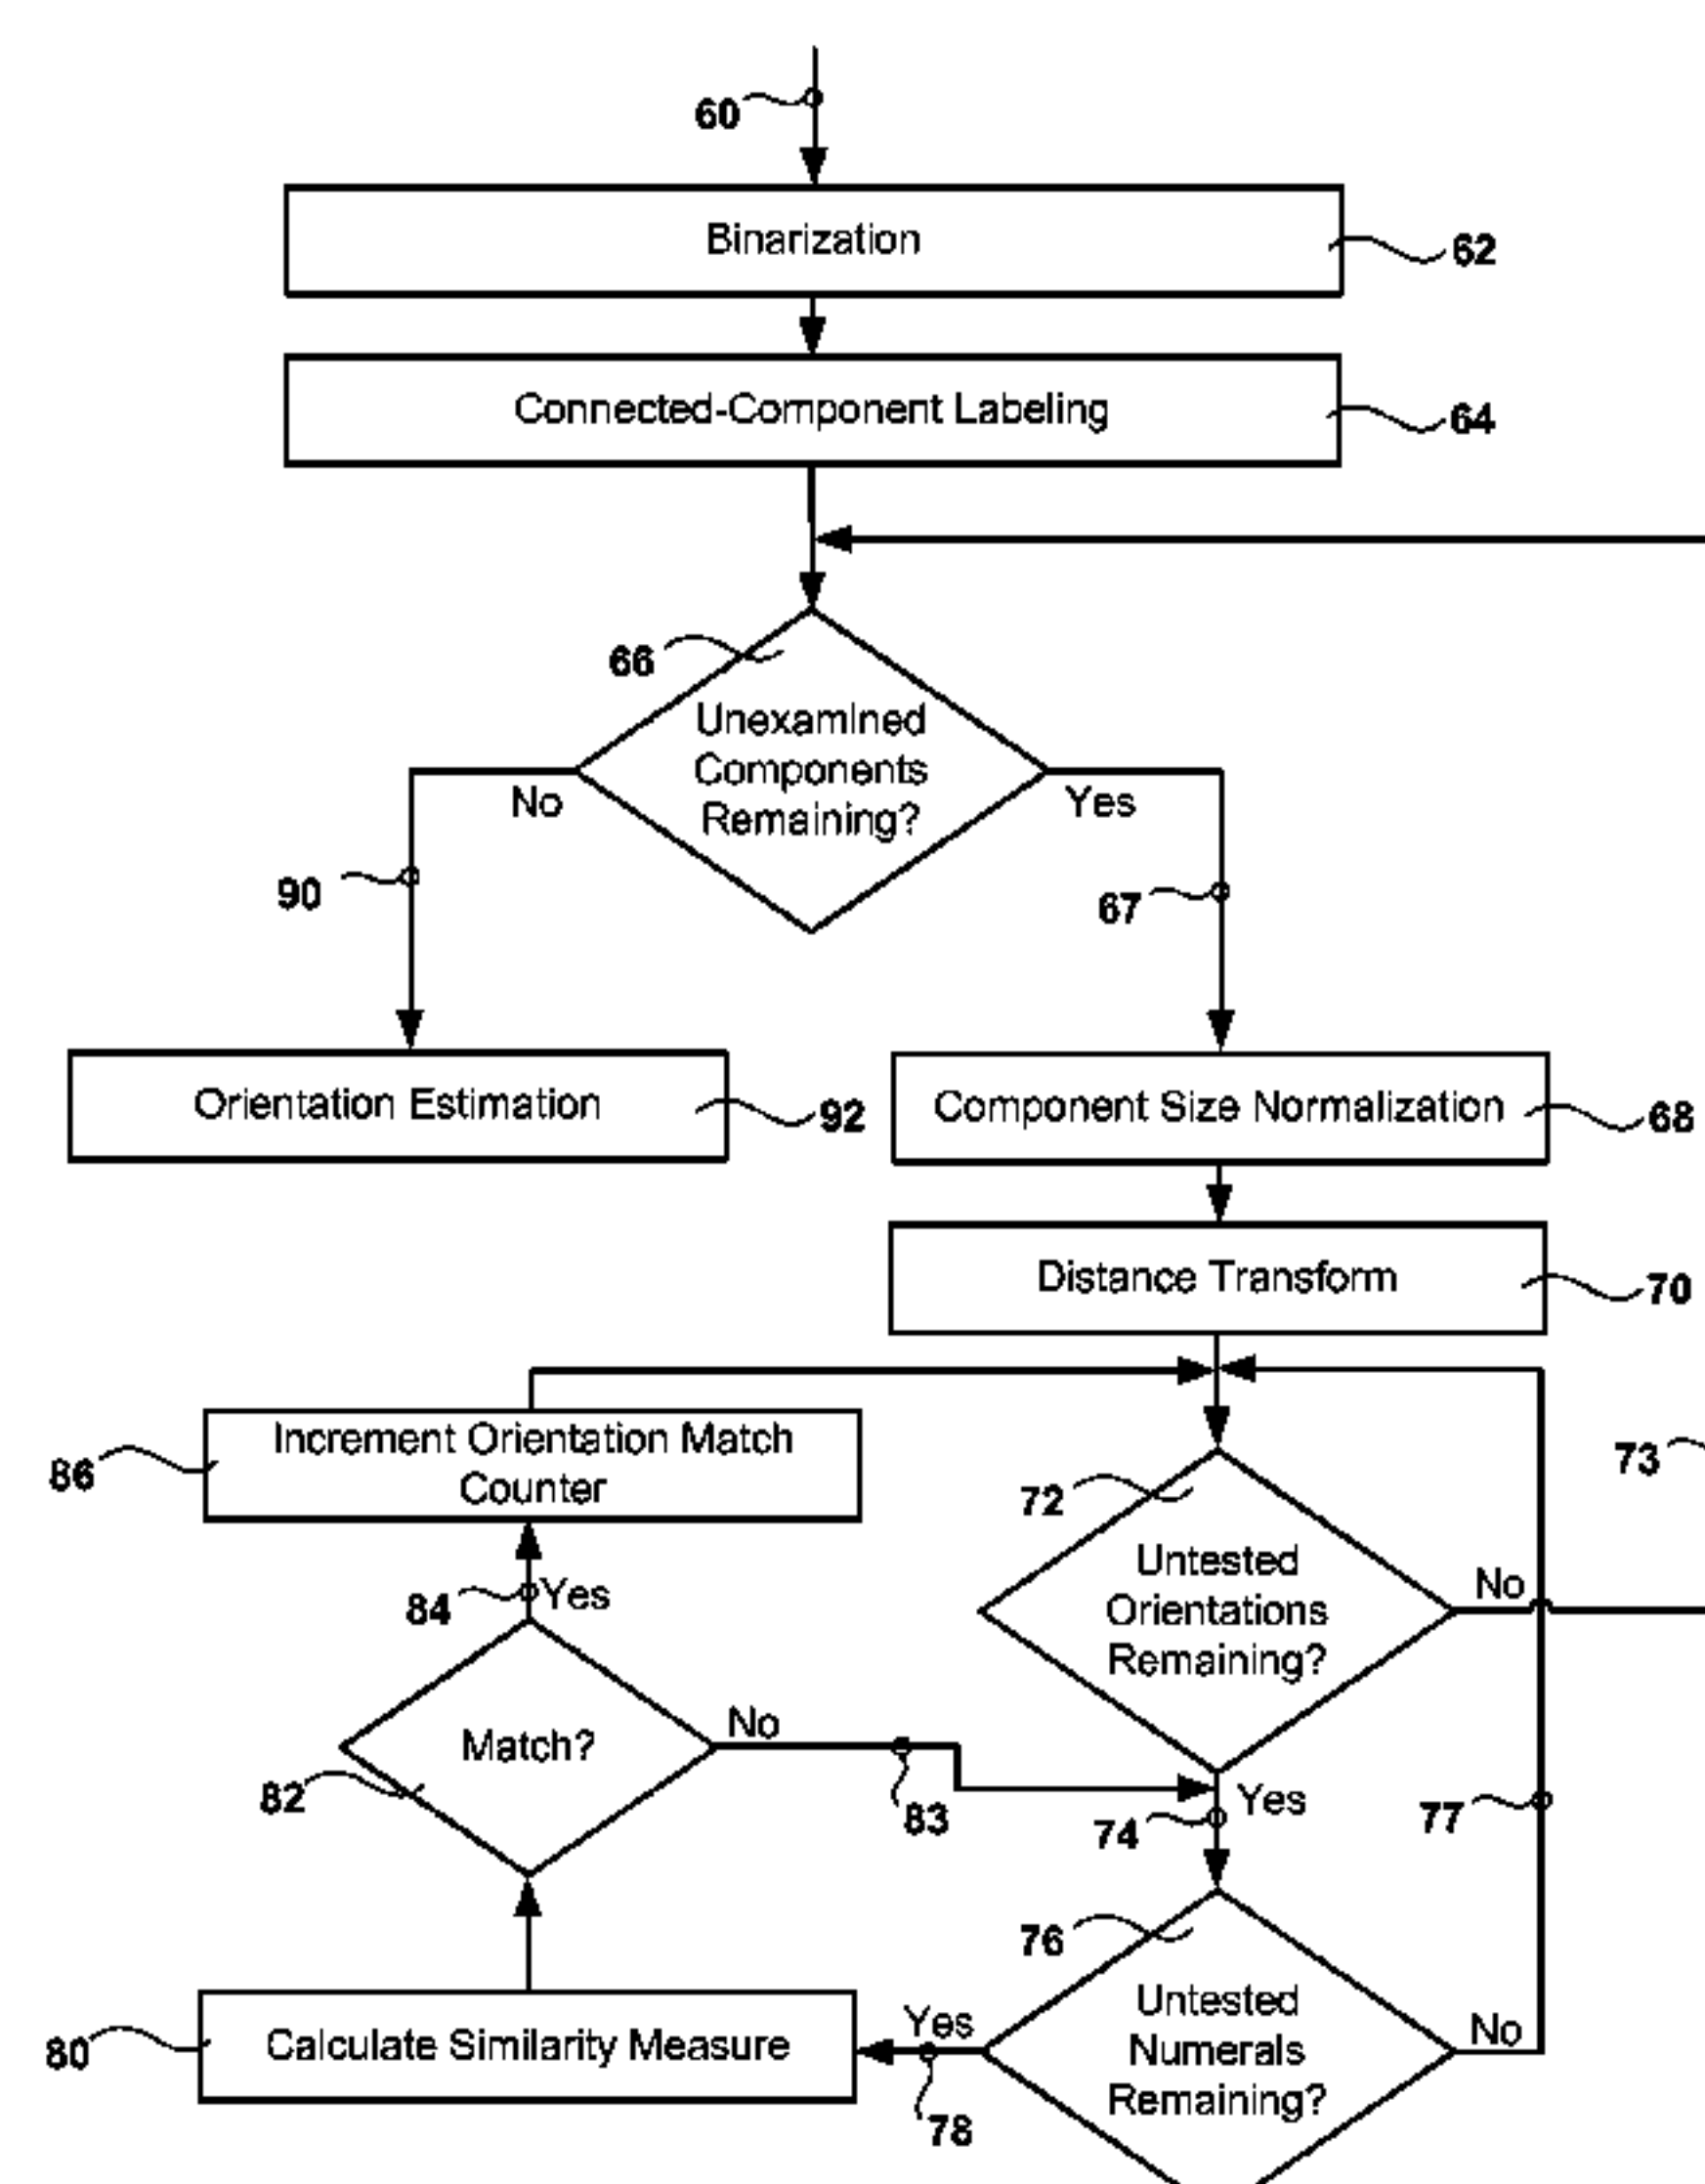 60
Binarization
62
Connected-Component Labeling
64
66
Unexamined
Components
Remaining?
No
Yes
90
67
Orientation Estimation
92
Component Size Normalization
68
Distance Transform
70
Increment Orientation Match
Counter
86
73
72
Untested
Orientations
Remaining?
No
84
Yes
Match?
No
82
83
Yes
74
77
76
Untested
Numerals
Remaining?
No
Yes
Calculate Similarity Measure
80
78